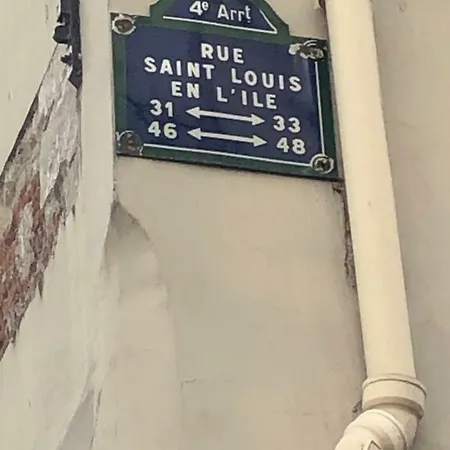 4e Arrt
RUE
SAINT LOUIS
EN L'ILE
31 ↔ 33
46 ↔ 48